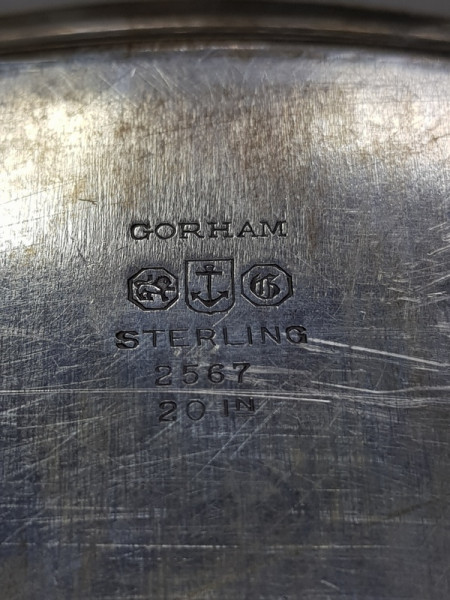 GORHAM
G
STERLING
2567
20 IN